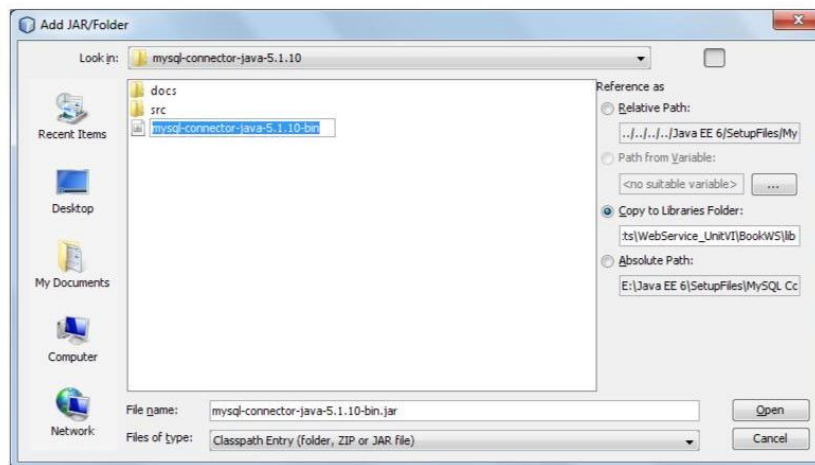 Add JAR/Folder
Look in: mysql-connector-java-5.1.10
Recent Items
Desktop
My Documents
Computer
Network
docs
src
mysql-connector-java-5.1.10-bin
Reference as
Relative Path:
../../../../Java EE 6/SetupFiles/My
Path from Variable:
<no suitable variable> ...
Copy to Libraries Folder:
ts\WebService_UnitVI\BookWS\lib
Absolute Path:
E:\Java EE 6\SetupFiles\MySQL Cc
File name: mysql-connector-java-5.1.10-bin.jar
Open
Files of type: Classpath Entry (folder, ZIP or JAR file)
Cancel